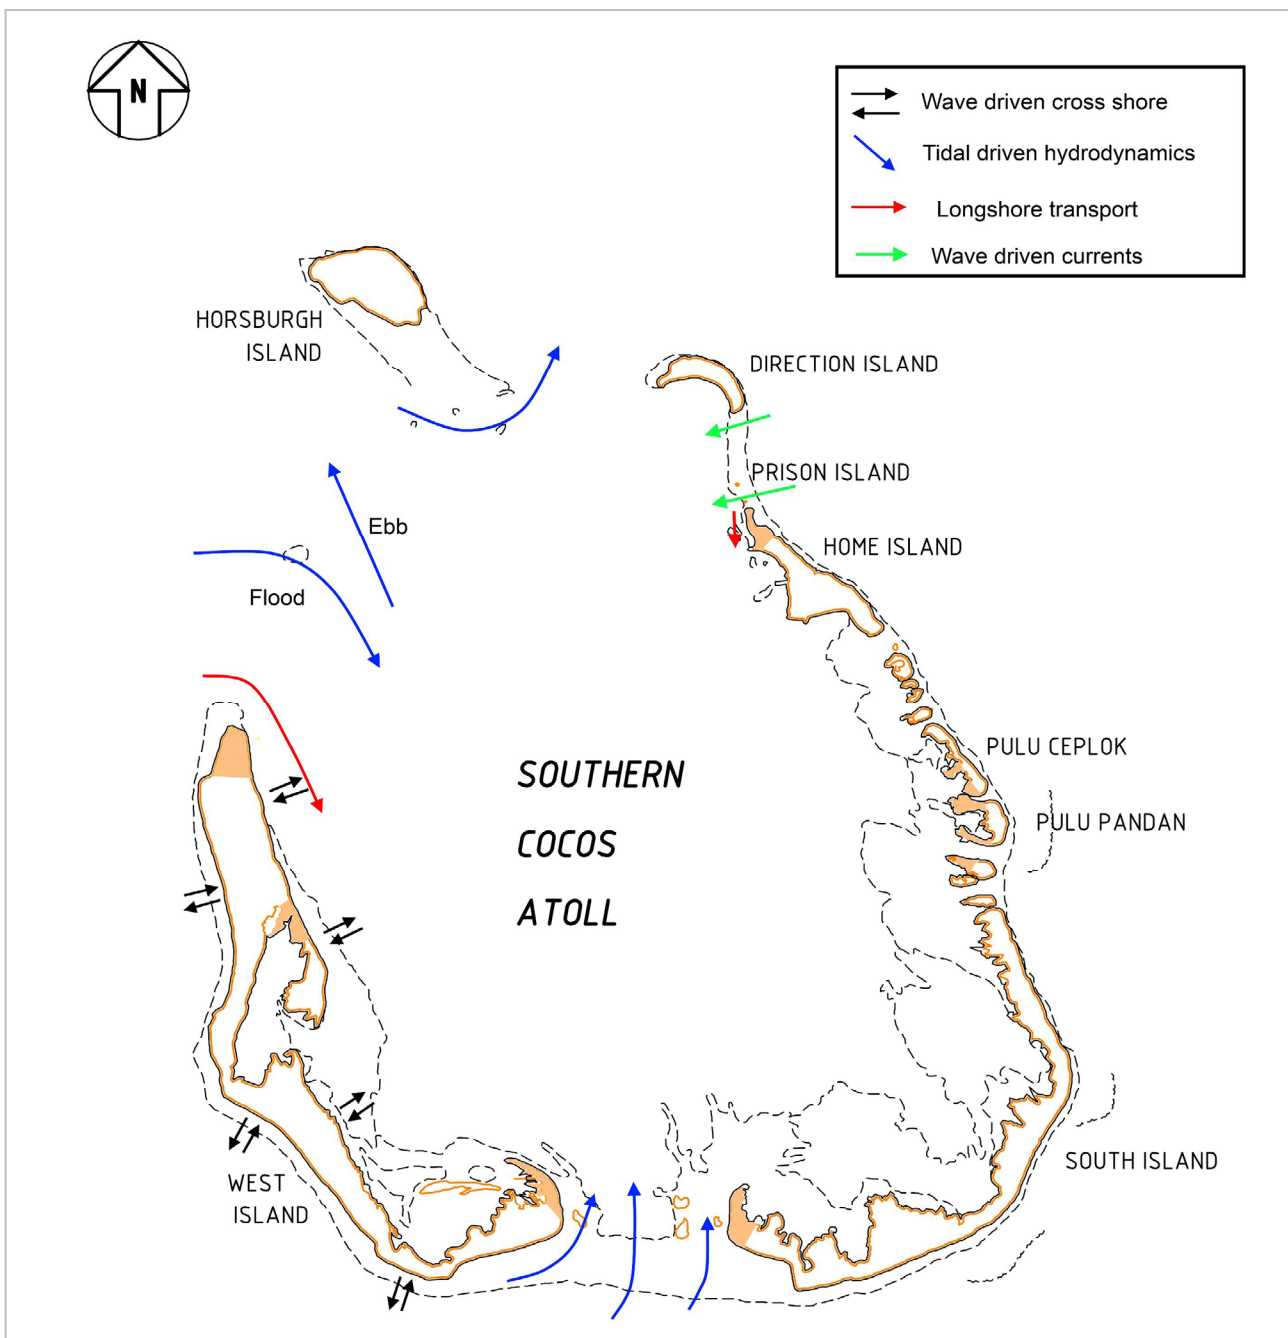 N
Wave driven cross shore
Tidal driven hydrodynamics
Longshore transport
Wave driven currents
HORSBURGH
ISLAND
DIRECTION ISLAND
PRISON ISLAND
Ebb
HOME ISLAND
Flood
PULU CEPLOK
SOUTHERN
COCOS
ATOLL
PULU PANDAN
SOUTH ISLAND
WEST
ISLAND